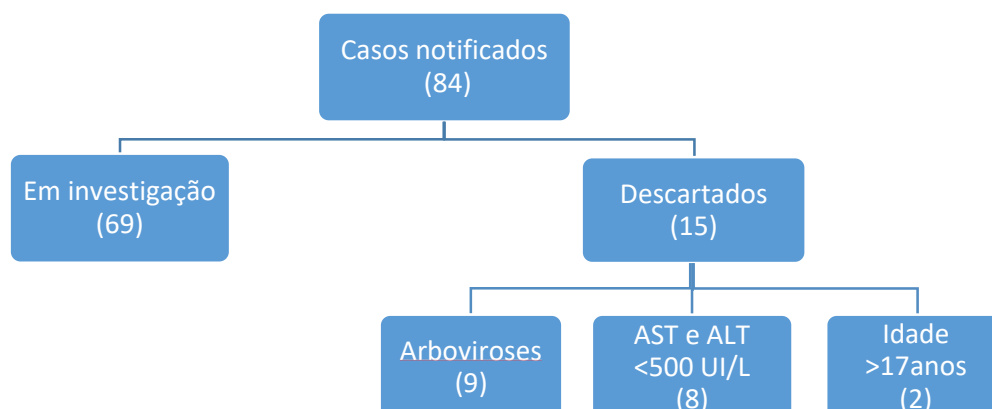 Casos notificados
(84)
Em investigação
(69)
Descartados
(15)
Arboviroses
(9)
AST e ALT
<500 UI/L
(8)
Idade
>17anos
(2)